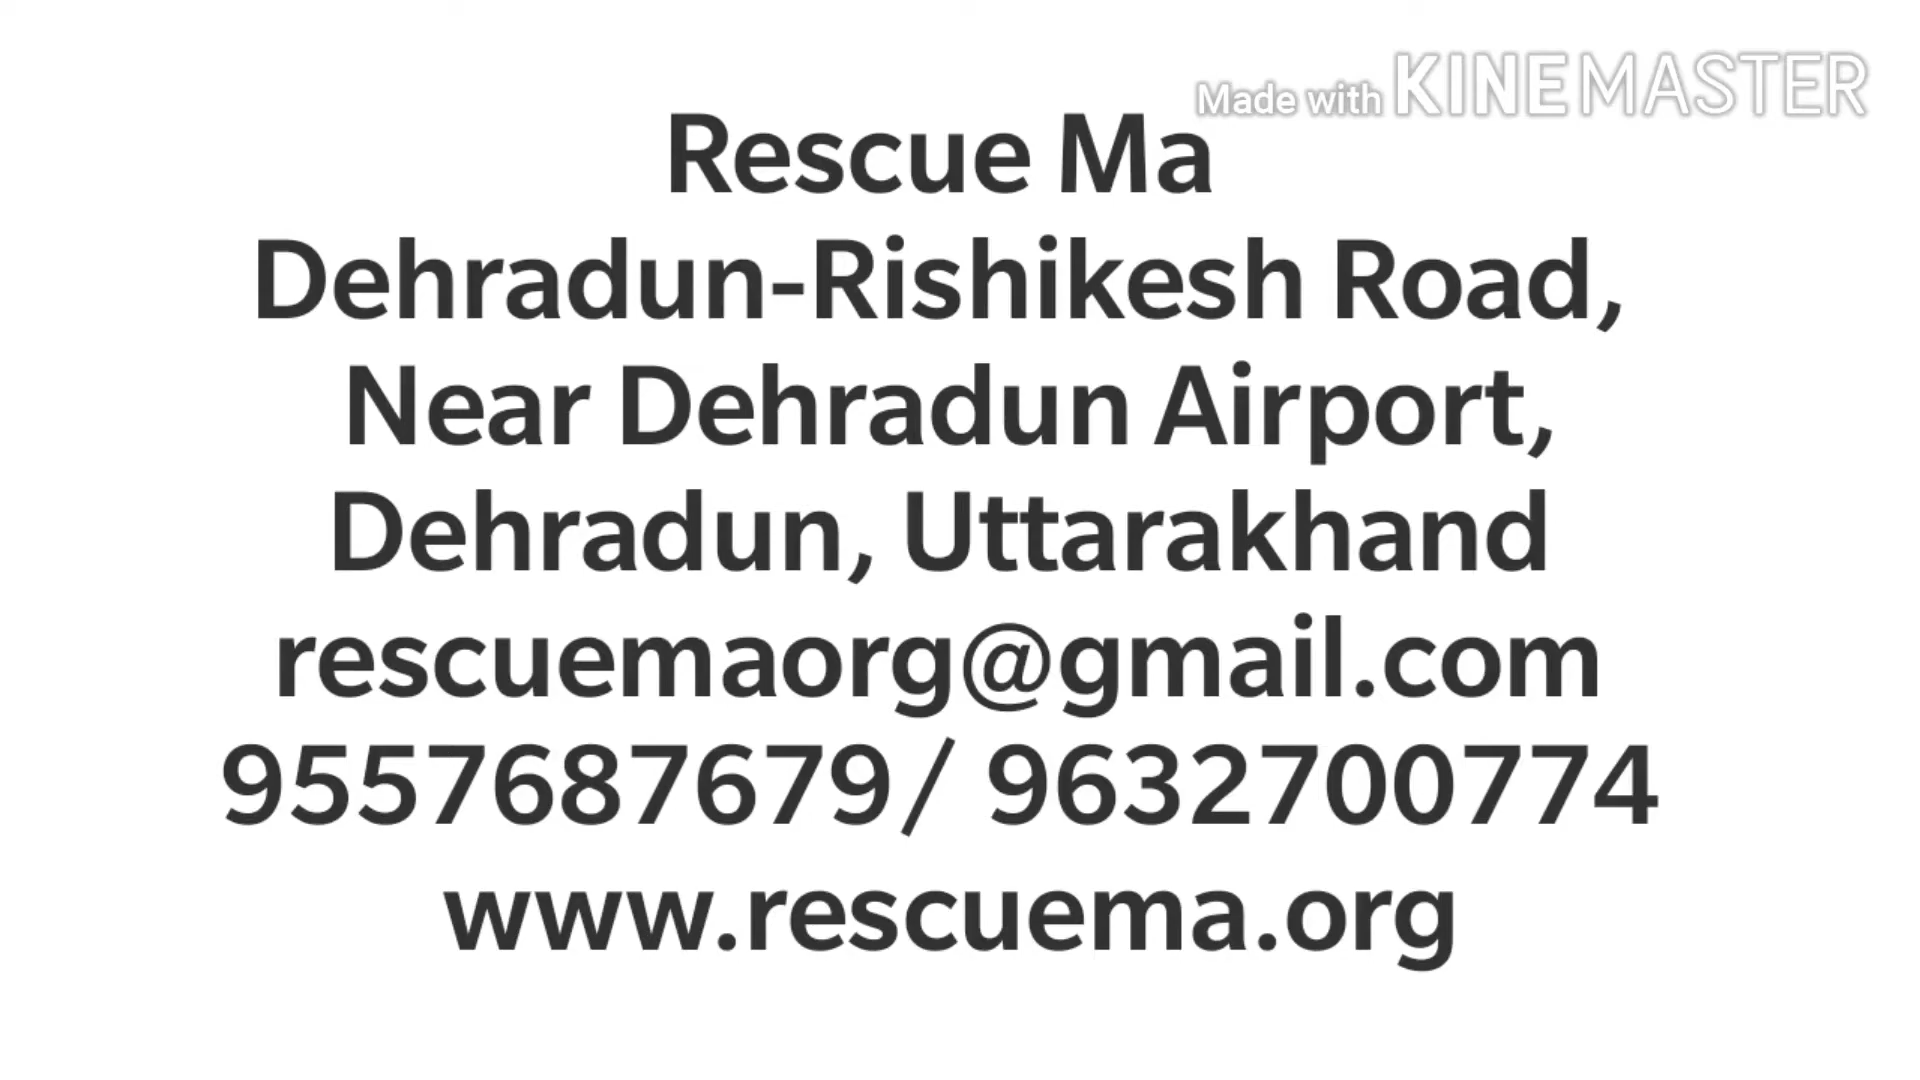 Made with KINEMASTER
Rescue Ma
Dehradun-Rishikesh Road,
Near Dehradun Airport,
Dehradun, Uttarakhand
rescuemaorg@gmail.com
9557687679/ 9632700774
www.rescuema.org